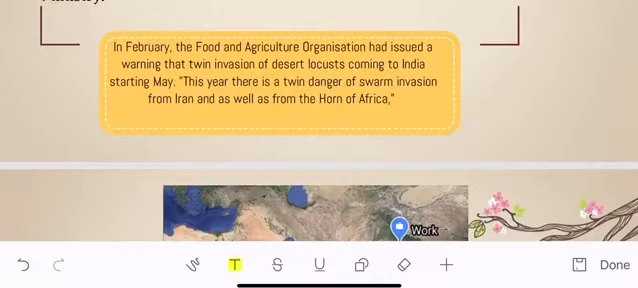 In February, the Food and Agriculture Organisation had issued a
warning that twin invasion of desert locusts coming to India
starting May. "This year there is a twin danger of swarm invasion
from Iran and as well as from the Horn of Africa,"
Work
T
S
U
Done